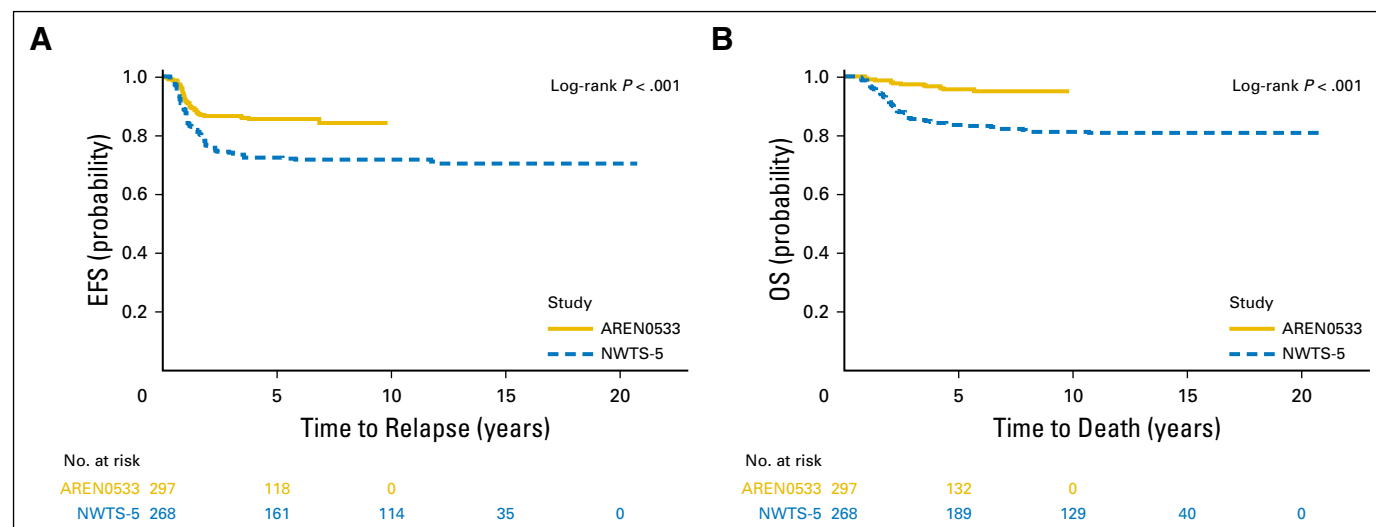 A
1.0
0.8
0.6
0.4
0.2
EFS (probability)
Log-rank P < .001
Study
AREN0533
NWTS-5
0 5 10 15 20
Time to Relapse (years)
No. at risk
AREN0533 297 118 0
NWTS-5 268 161 114 35 0
B
1.0
0.8
0.6
0.4
0.2
OS (probability)
Log-rank P < .001
Study
AREN0533
NWTS-5
0 5 10 15 20
Time to Death (years)
No. at risk
AREN0533 297 132 0
NWTS-5 268 189 129 40 0